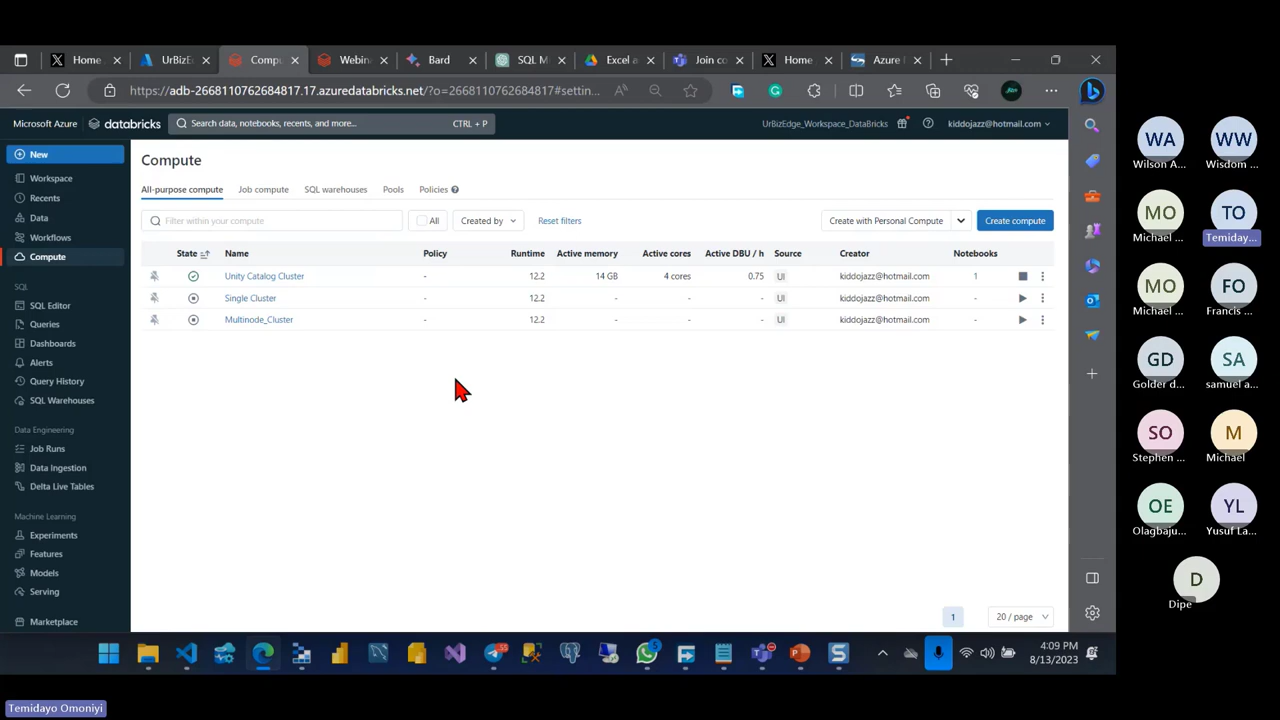 Home
UrBizE
Compu
Webin
Bard
SQL M
Excel a
Join co
Home
Azure
https://adb-2668110762684817.17.azuredatabricks.net/?o=2668110762684817#settin...
Microsoft Azure
databricks
Search data, notebooks, recents, and more...
CTRL + P
UrBizEdge_Workspace_DataBricks
kiddojazz@hotmail.com
New
Workspace
Recents
Data
Workflows
Compute
SQL
SQL Editor
Queries
Dashboards
Alerts
Query History
SQL Warehouses
Data Engineering
Job Runs
Data Ingestion
Delta Live Tables
Machine Learning
Experiments
Features
Models
Serving
Marketplace
Compute
All-purpose compute Job compute SQL warehouses Pools Policies
Filter within your compute
All
Created by
Reset filters
Create with Personal Compute
Create compute
State Name Policy Runtime Active memory Active cores Active DBU / h Source Creator Notebooks
Unity Catalog Cluster - 12.2 14 GB 4 cores 0.75 UI kiddojazz@hotmail.com 1
Single Cluster - 12.2 - - - UI kiddojazz@hotmail.com -
Multinode_Cluster - 12.2 - - - UI kiddojazz@hotmail.com -
1
20 / page
4:09 PM
8/13/2023
WA
Wilson A...
WW
Wisdom ...
MO
Michael ...
TO
Temiday...
MO
Michael ...
FO
Francis ...
GD
Golder d...
SA
samuel a...
SO
Stephen ...
M
Michael
OE
Olagbaju...
YL
Yusuf La...
D
Dipe
Temidayo Omoniyi